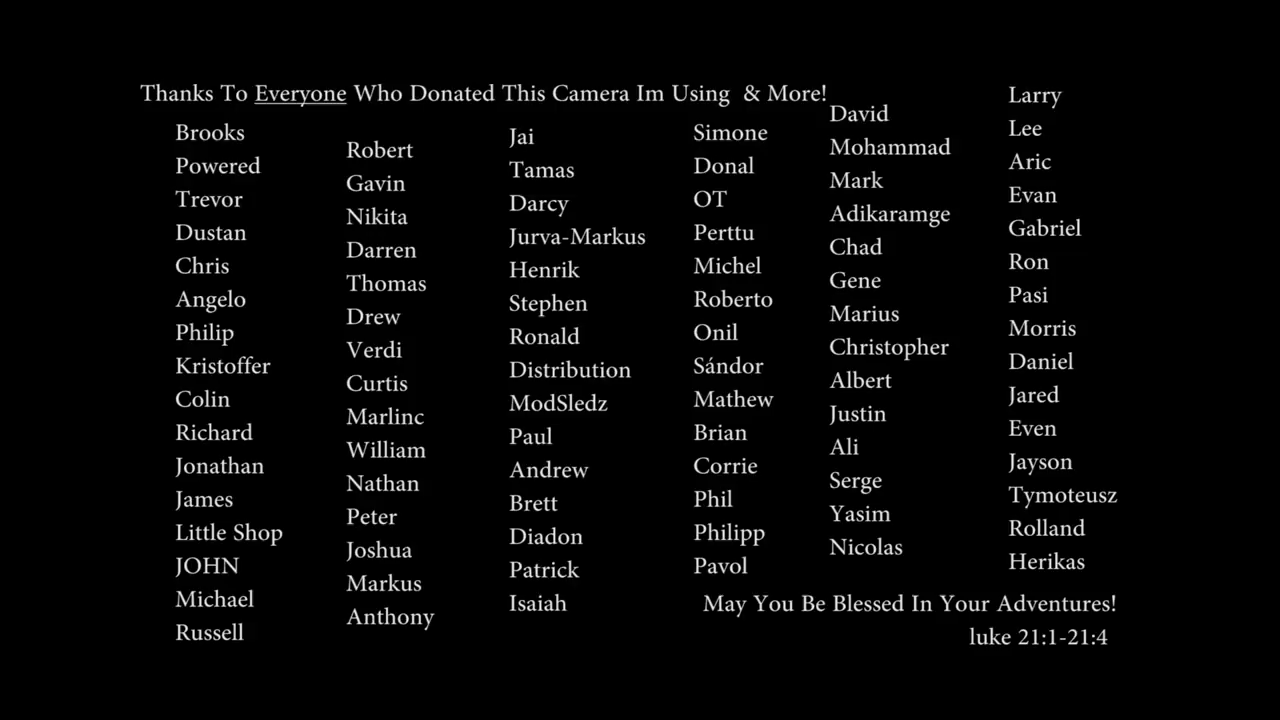 Thanks To Everyone Who Donated This Camera Im Using & More!
Brooks
Powered
Trevor
Dustan
Chris
Angelo
Philip
Kristoffer
Colin
Richard
Jonathan
James
Little Shop
JOHN
Michael
Russell
Robert
Gavin
Nikita
Darren
Thomas
Drew
Verdi
Curtis
Marlinc
William
Nathan
Peter
Joshua
Markus
Anthony
Jai
Tamas
Darcy
Jurva-Markus
Henrik
Stephen
Ronald
Distribution
ModSledz
Paul
Andrew
Brett
Diadon
Patrick
Isaiah
Simone
Donal
OT
Perttu
Michel
Roberto
Onil
Sándor
Mathew
Brian
Corrie
Phil
Philipp
Pavol
David
Mohammad
Mark
Adikaramge
Chad
Gene
Marius
Christopher
Albert
Justin
Ali
Serge
Yasim
Nicolas
Larry
Lee
Aric
Evan
Gabriel
Ron
Pasi
Morris
Daniel
Jared
Even
Jayson
Tymoteusz
Rolland
Herikas
May You Be Blessed In Your Adventures!
luke 21:1-21:4